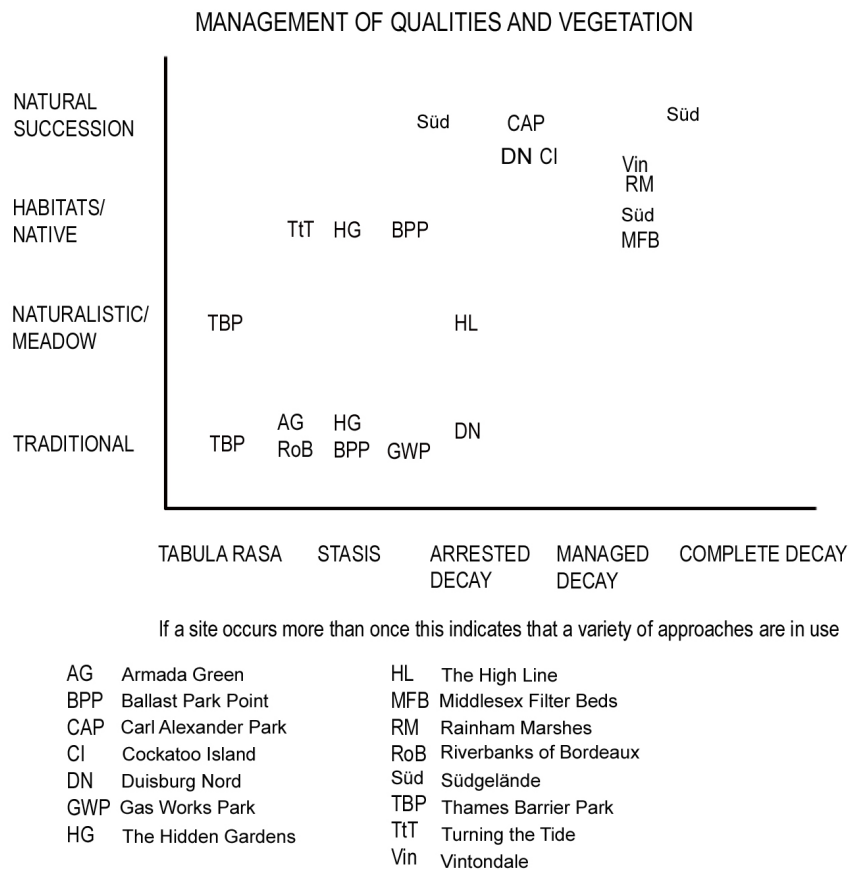 MANAGEMENT OF QUALITIES AND VEGETATION
NATURAL
SUCCESSION
Süd
CAP
Süd
DN CI
Vin
RM
HABITATS/
NATIVE
TtT HG BPP
Süd
MFB
NATURALISTIC/
MEADOW
TBP
HL
TRADITIONAL
TBP
AG
RoB
HG
BPP
GWP
DN
TABULA RASA
STASIS
ARRESTED
DECAY
MANAGED
DECAY
COMPLETE DECAY
If a site occurs more than once this indicates that a variety of approaches are in use
AG Armada Green
BPP Ballast Park Point
CAP Carl Alexander Park
CI Cockatoo Island
DN Duisburg Nord
GWP Gas Works Park
HG The Hidden Gardens
HL The High Line
MFB Middlesex Filter Beds
RM Rainham Marshes
RoB Riverbanks of Bordeaux
Süd Südgelände
TBP Thames Barrier Park
TtT Turning the Tide
Vin Vintondale